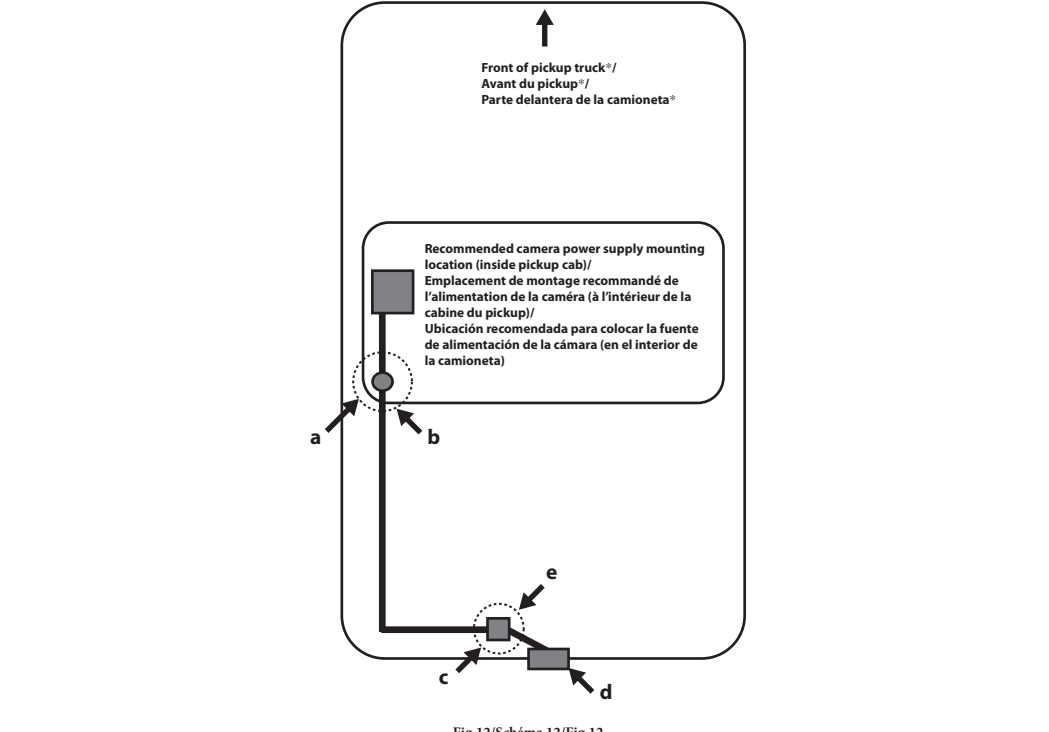 Front of pickup truck*/
Avant du pickup*/
Parte delantera de la camioneta*
Recommended camera power supply mounting
location (inside pickup cab)/
Emplacement de montage recommandé de
l'alimentation de la caméra (à l'intérieur de la
cabine du pickup)/
Ubicación recomendada para colocar la fuente
de alimentación de la cámara (en el interior de
la camioneta)
a
b
e
c
d
Fig 12/Schéma 12/Fig 12